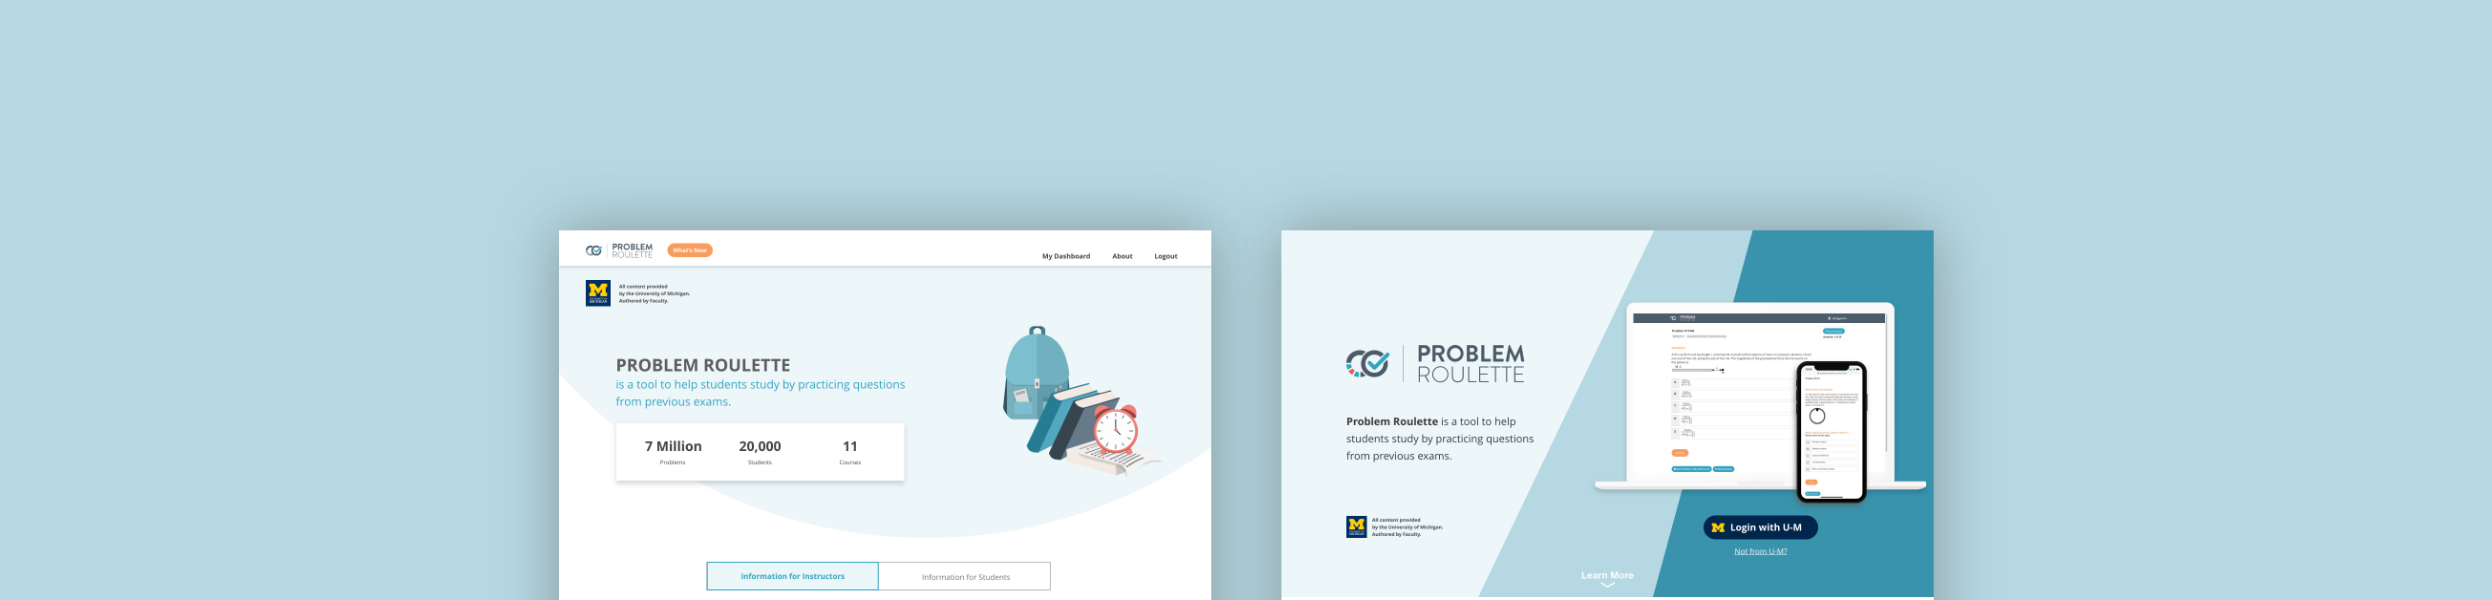 PROBLEM
ROULETTE
What's New
My Dashboard
About
Logout
M
MICHIGAN
All content provided
by the University of Michigan.
Authored by Faculty.
PROBLEM ROULETTE
is a tool to help students study by practicing questions
from previous exams.
7 Million
Problems
20,000
Students
11
Courses
Information for Instructors
Information for Students
PROBLEM
ROULETTE
Problem Roulette is a tool to help
students study by practicing questions
from previous exams.
M
All content provided
by the University of Michigan.
Authored by Faculty.
M Login with U-M
Not from U-M?
Learn More